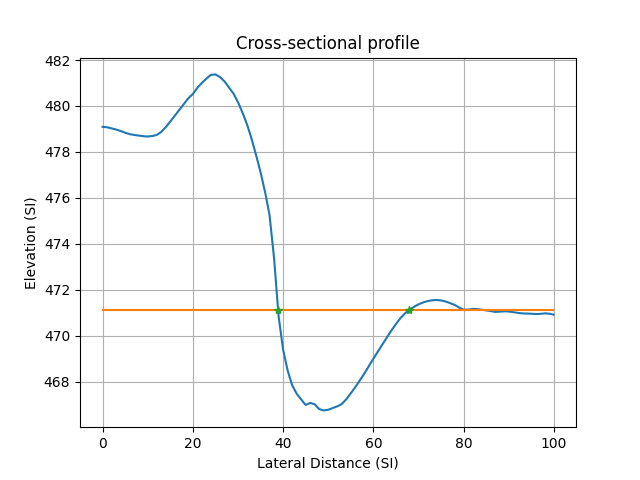 Cross-sectional profile
482
480
478
476
474
472
470
468
Elevation (SI)
0 20 40 60 80 100
Lateral Distance (SI)